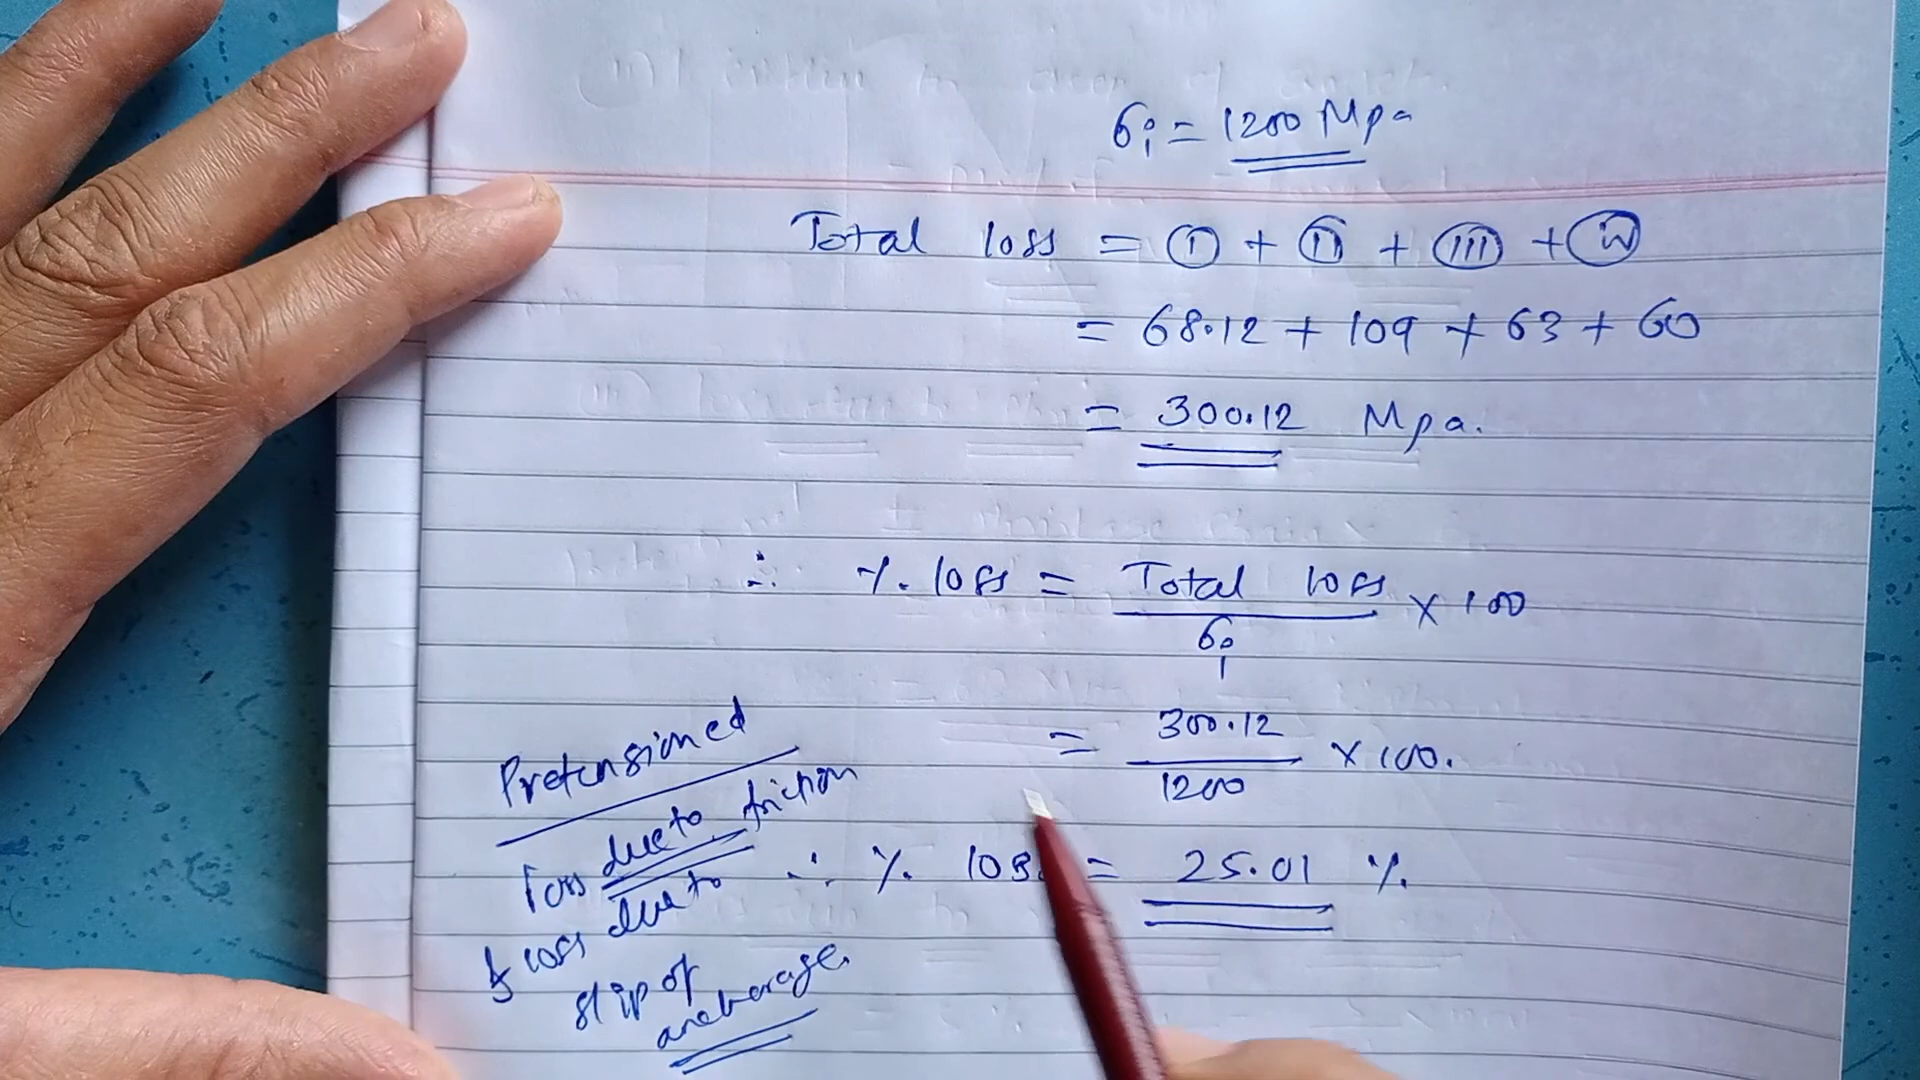 σi = 1200 Mpa
Total loss = I + II + III + IV
= 68.12 + 109 + 63 + 60
= 300.12 Mpa.
∴ % loss = Total loss / σi × 100
= 300.12 / 1200 × 100.
∴ % loss = 25.01 %
Pretensioned
loss due to friction
& loss due to
slip of
anchorage.